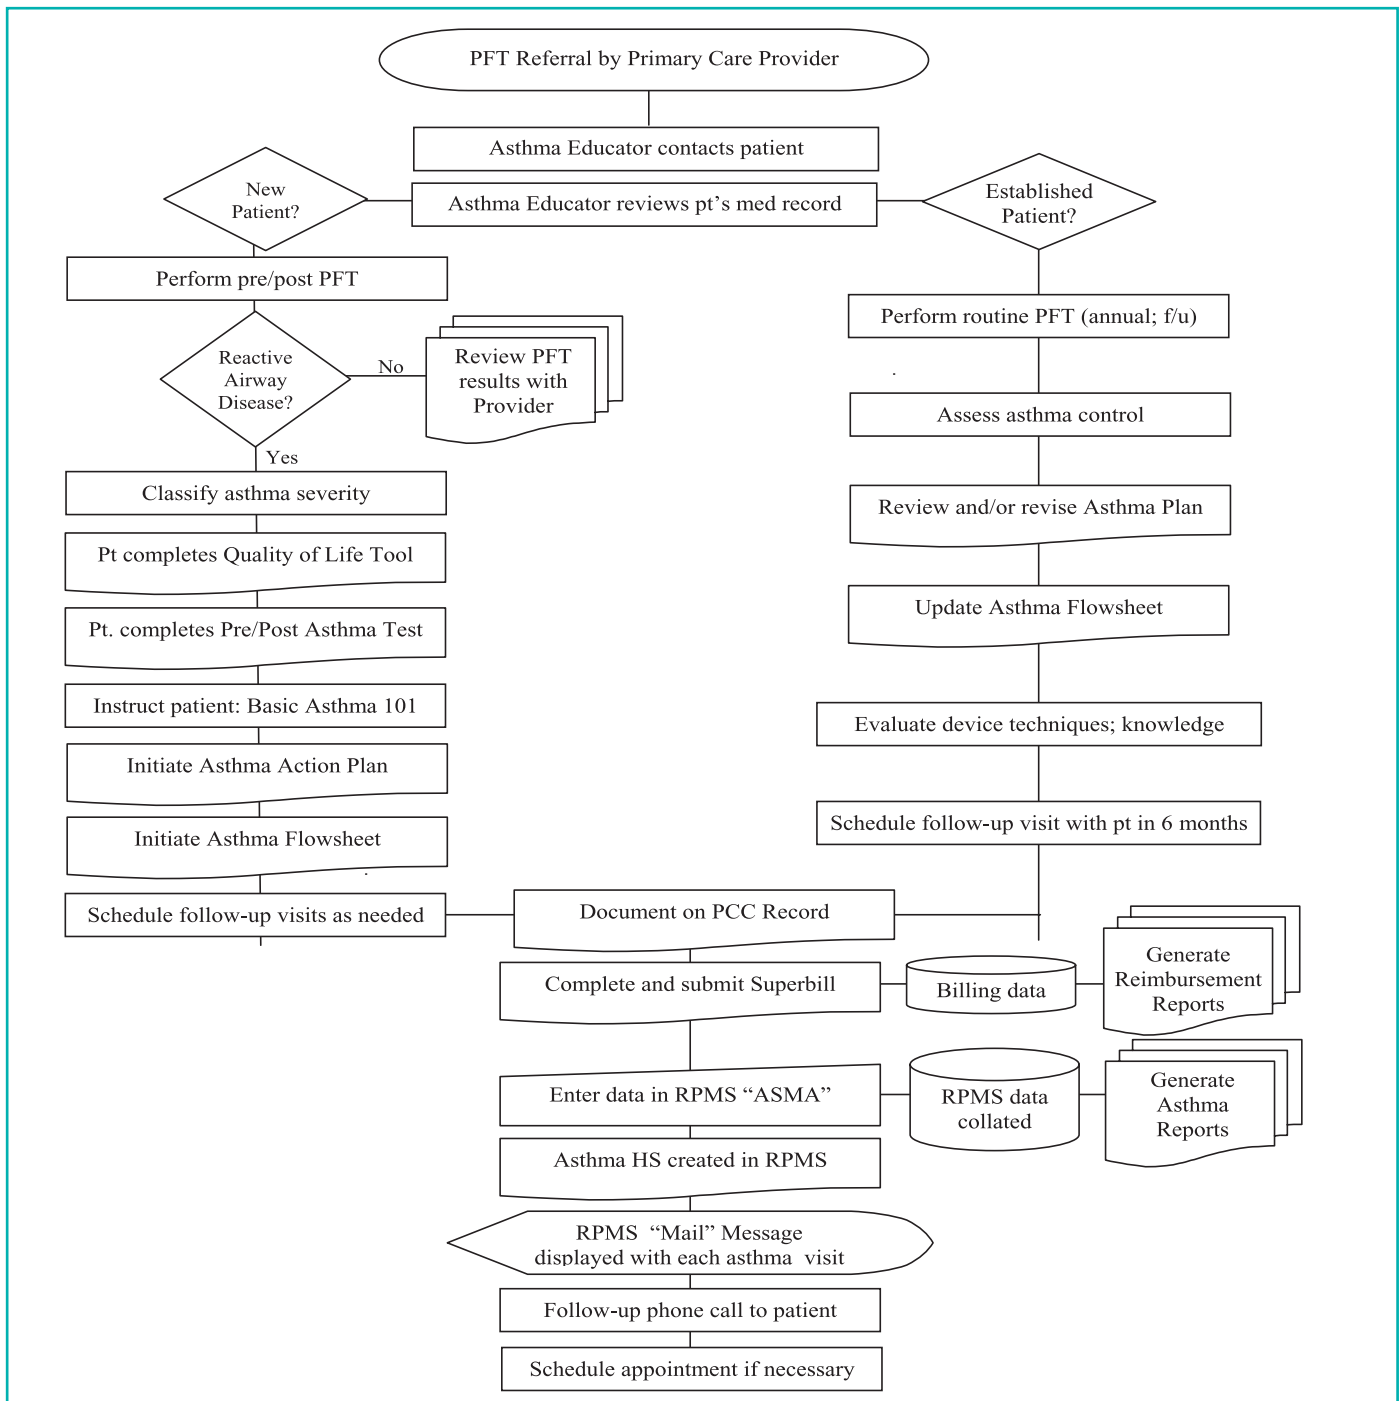 PFT Referral by Primary Care Provider
Asthma Educator contacts patient
New
Patient?
Asthma Educator reviews pt's med record
Established
Patient?
Perform pre/post PFT
Reactive
Airway
Disease?
No
Review PFT
results with
Provider
Yes
Classify asthma severity
Pt completes Quality of Life Tool
Pt. completes Pre/Post Asthma Test
Instruct patient: Basic Asthma 101
Initiate Asthma Action Plan
Initiate Asthma Flowsheet
Schedule follow-up visits as needed
Perform routine PFT (annual; f/u)
Assess asthma control
Review and/or revise Asthma Plan
Update Asthma Flowsheet
Evaluate device techniques; knowledge
Schedule follow-up visit with pt in 6 months
Document on PCC Record
Complete and submit Superbill
Billing data
Generate
Reimbursement
Reports
Enter data in RPMS “ASMA”
RPMS data
collated
Generate
Asthma
Reports
Asthma HS created in RPMS
RPMS “Mail” Message
displayed with each asthma visit
Follow-up phone call to patient
Schedule appointment if necessary